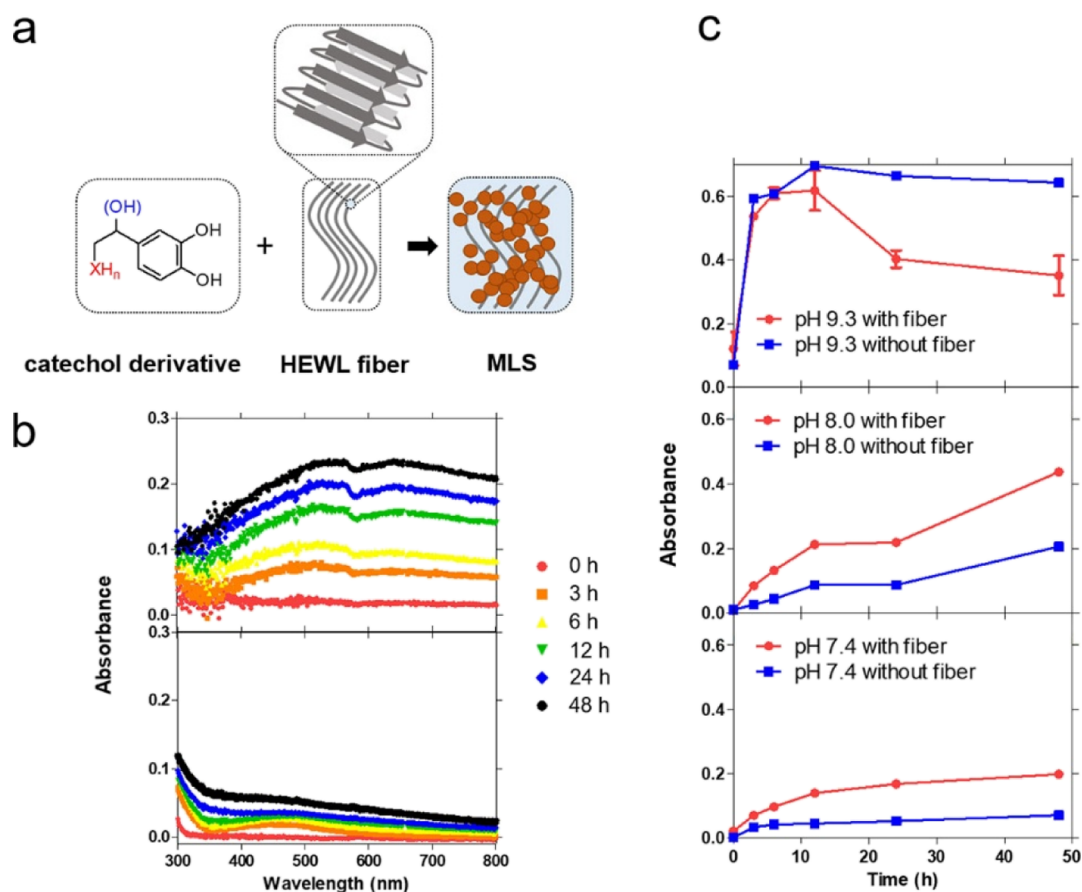 a
(OH)
XHn
OH
OH
+
catechol derivative
HEWL fiber
MLS
b
Absorbance
0.3
0.2
0.1
0.0
0.3
0.2
0.1
0.0
300 400 500 600 700 800
Wavelength (nm)
0 h
3 h
6 h
12 h
24 h
48 h
c
Absorbance
0.6
0.4
0.2
0.0
pH 9.3 with fiber
pH 9.3 without fiber
0.6
0.4
0.2
0.0
pH 8.0 with fiber
pH 8.0 without fiber
0.6
0.4
0.2
0.0
pH 7.4 with fiber
pH 7.4 without fiber
0 10 20 30 40 50
Time (h)